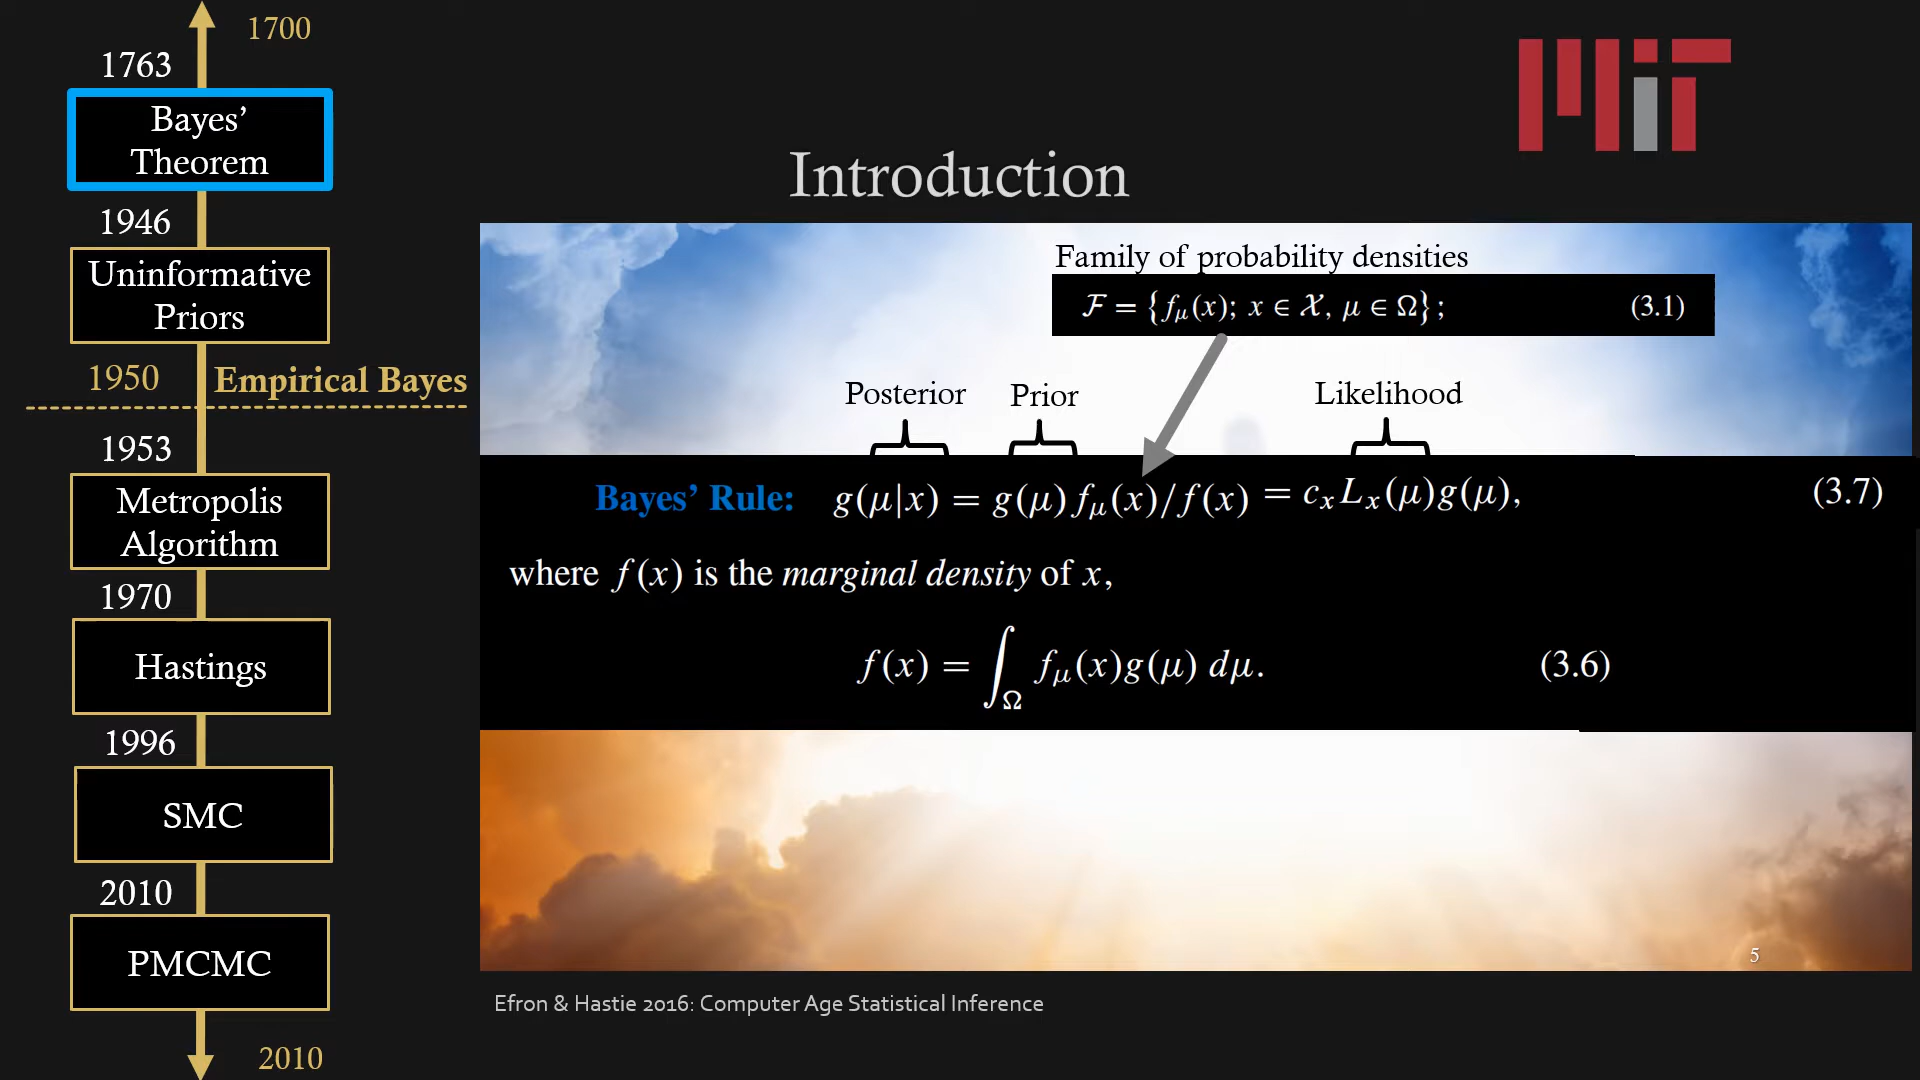 1700
1763
Bayes’
Theorem
1946
Uninformative
Priors
1950
Empirical Bayes
1953
Metropolis
Algorithm
1970
Hastings
1996
SMC
2010
PMCMC
2010
MIT
Introduction
Family of probability densities
ℱ = {f_μ(x); x ∈ 𝒳, μ ∈ Ω}; (3.1)
Posterior Prior Likelihood
Bayes’ Rule: g(μ|x) = g(μ) f_μ(x)/f(x) = c_x L_x(μ)g(μ), (3.7)
where f(x) is the marginal density of x,
f(x) = ∫_Ω f_μ(x)g(μ) dμ. (3.6)
5
Efron & Hastie 2016: Computer Age Statistical Inference